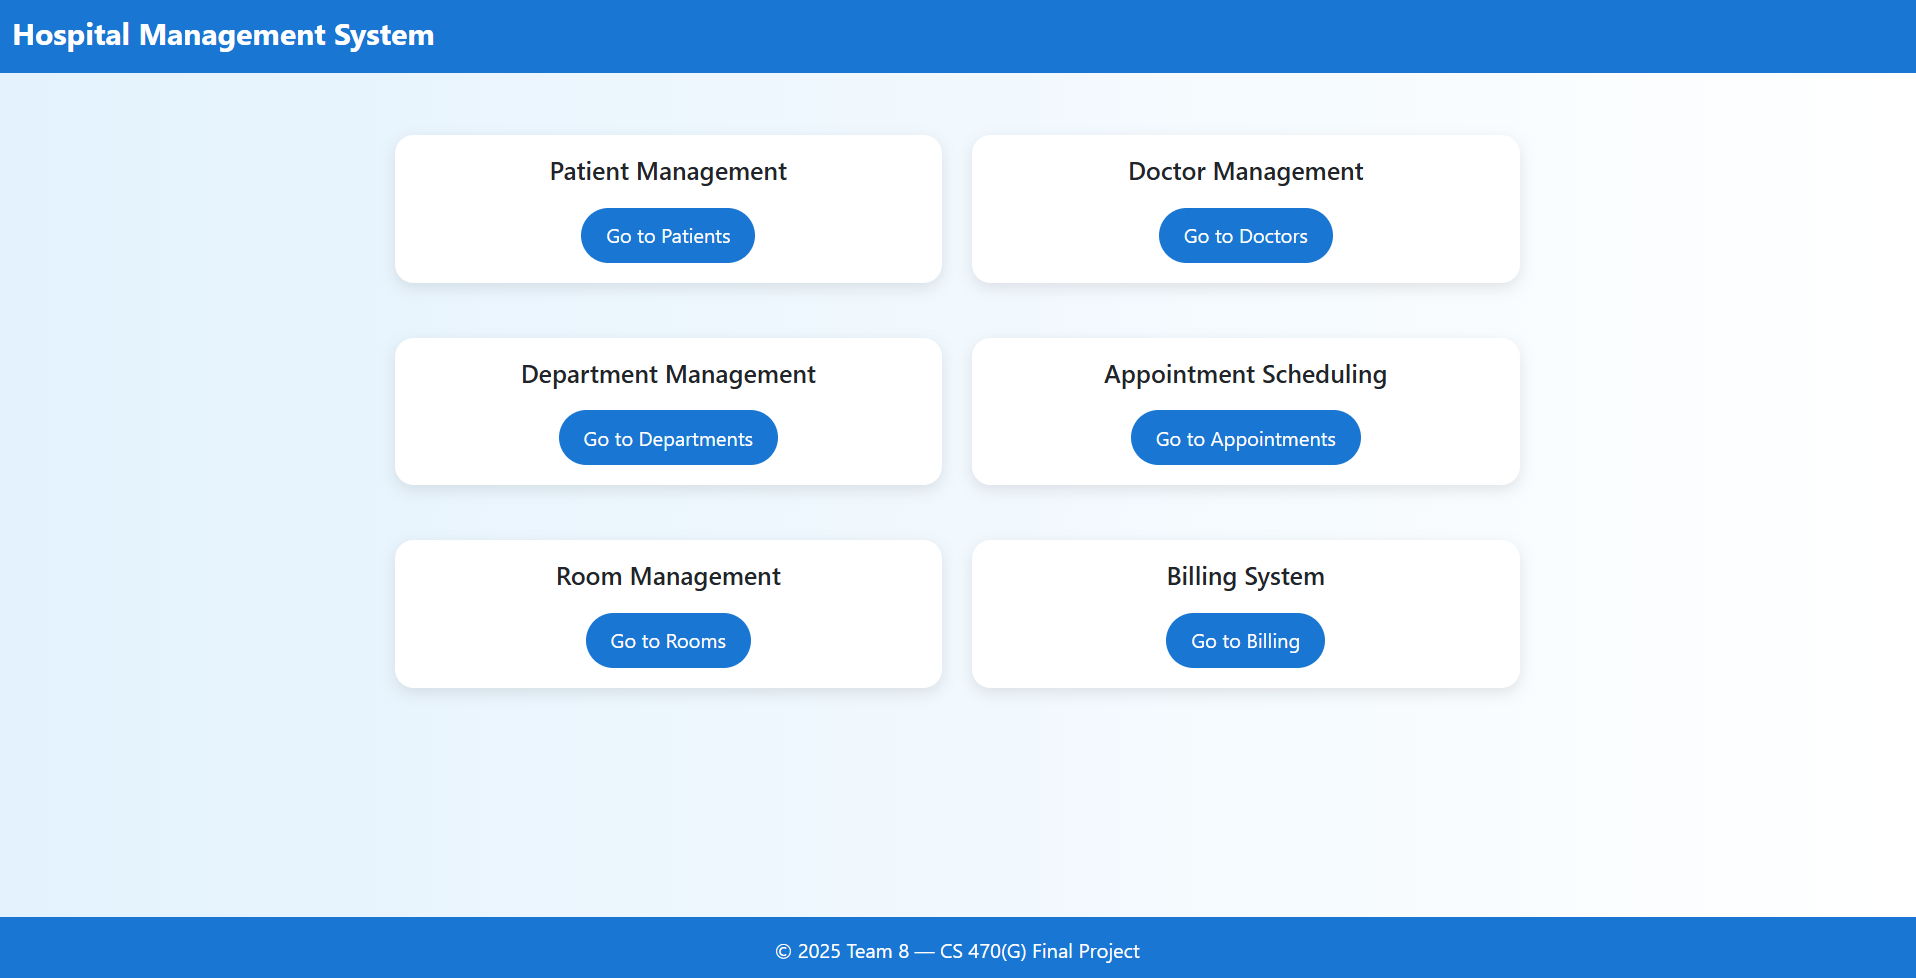 Hospital Management System
Patient Management
Go to Patients
Doctor Management
Go to Doctors
Department Management
Go to Departments
Appointment Scheduling
Go to Appointments
Room Management
Go to Rooms
Billing System
Go to Billing
© 2025 Team 8 — CS 470(G) Final Project